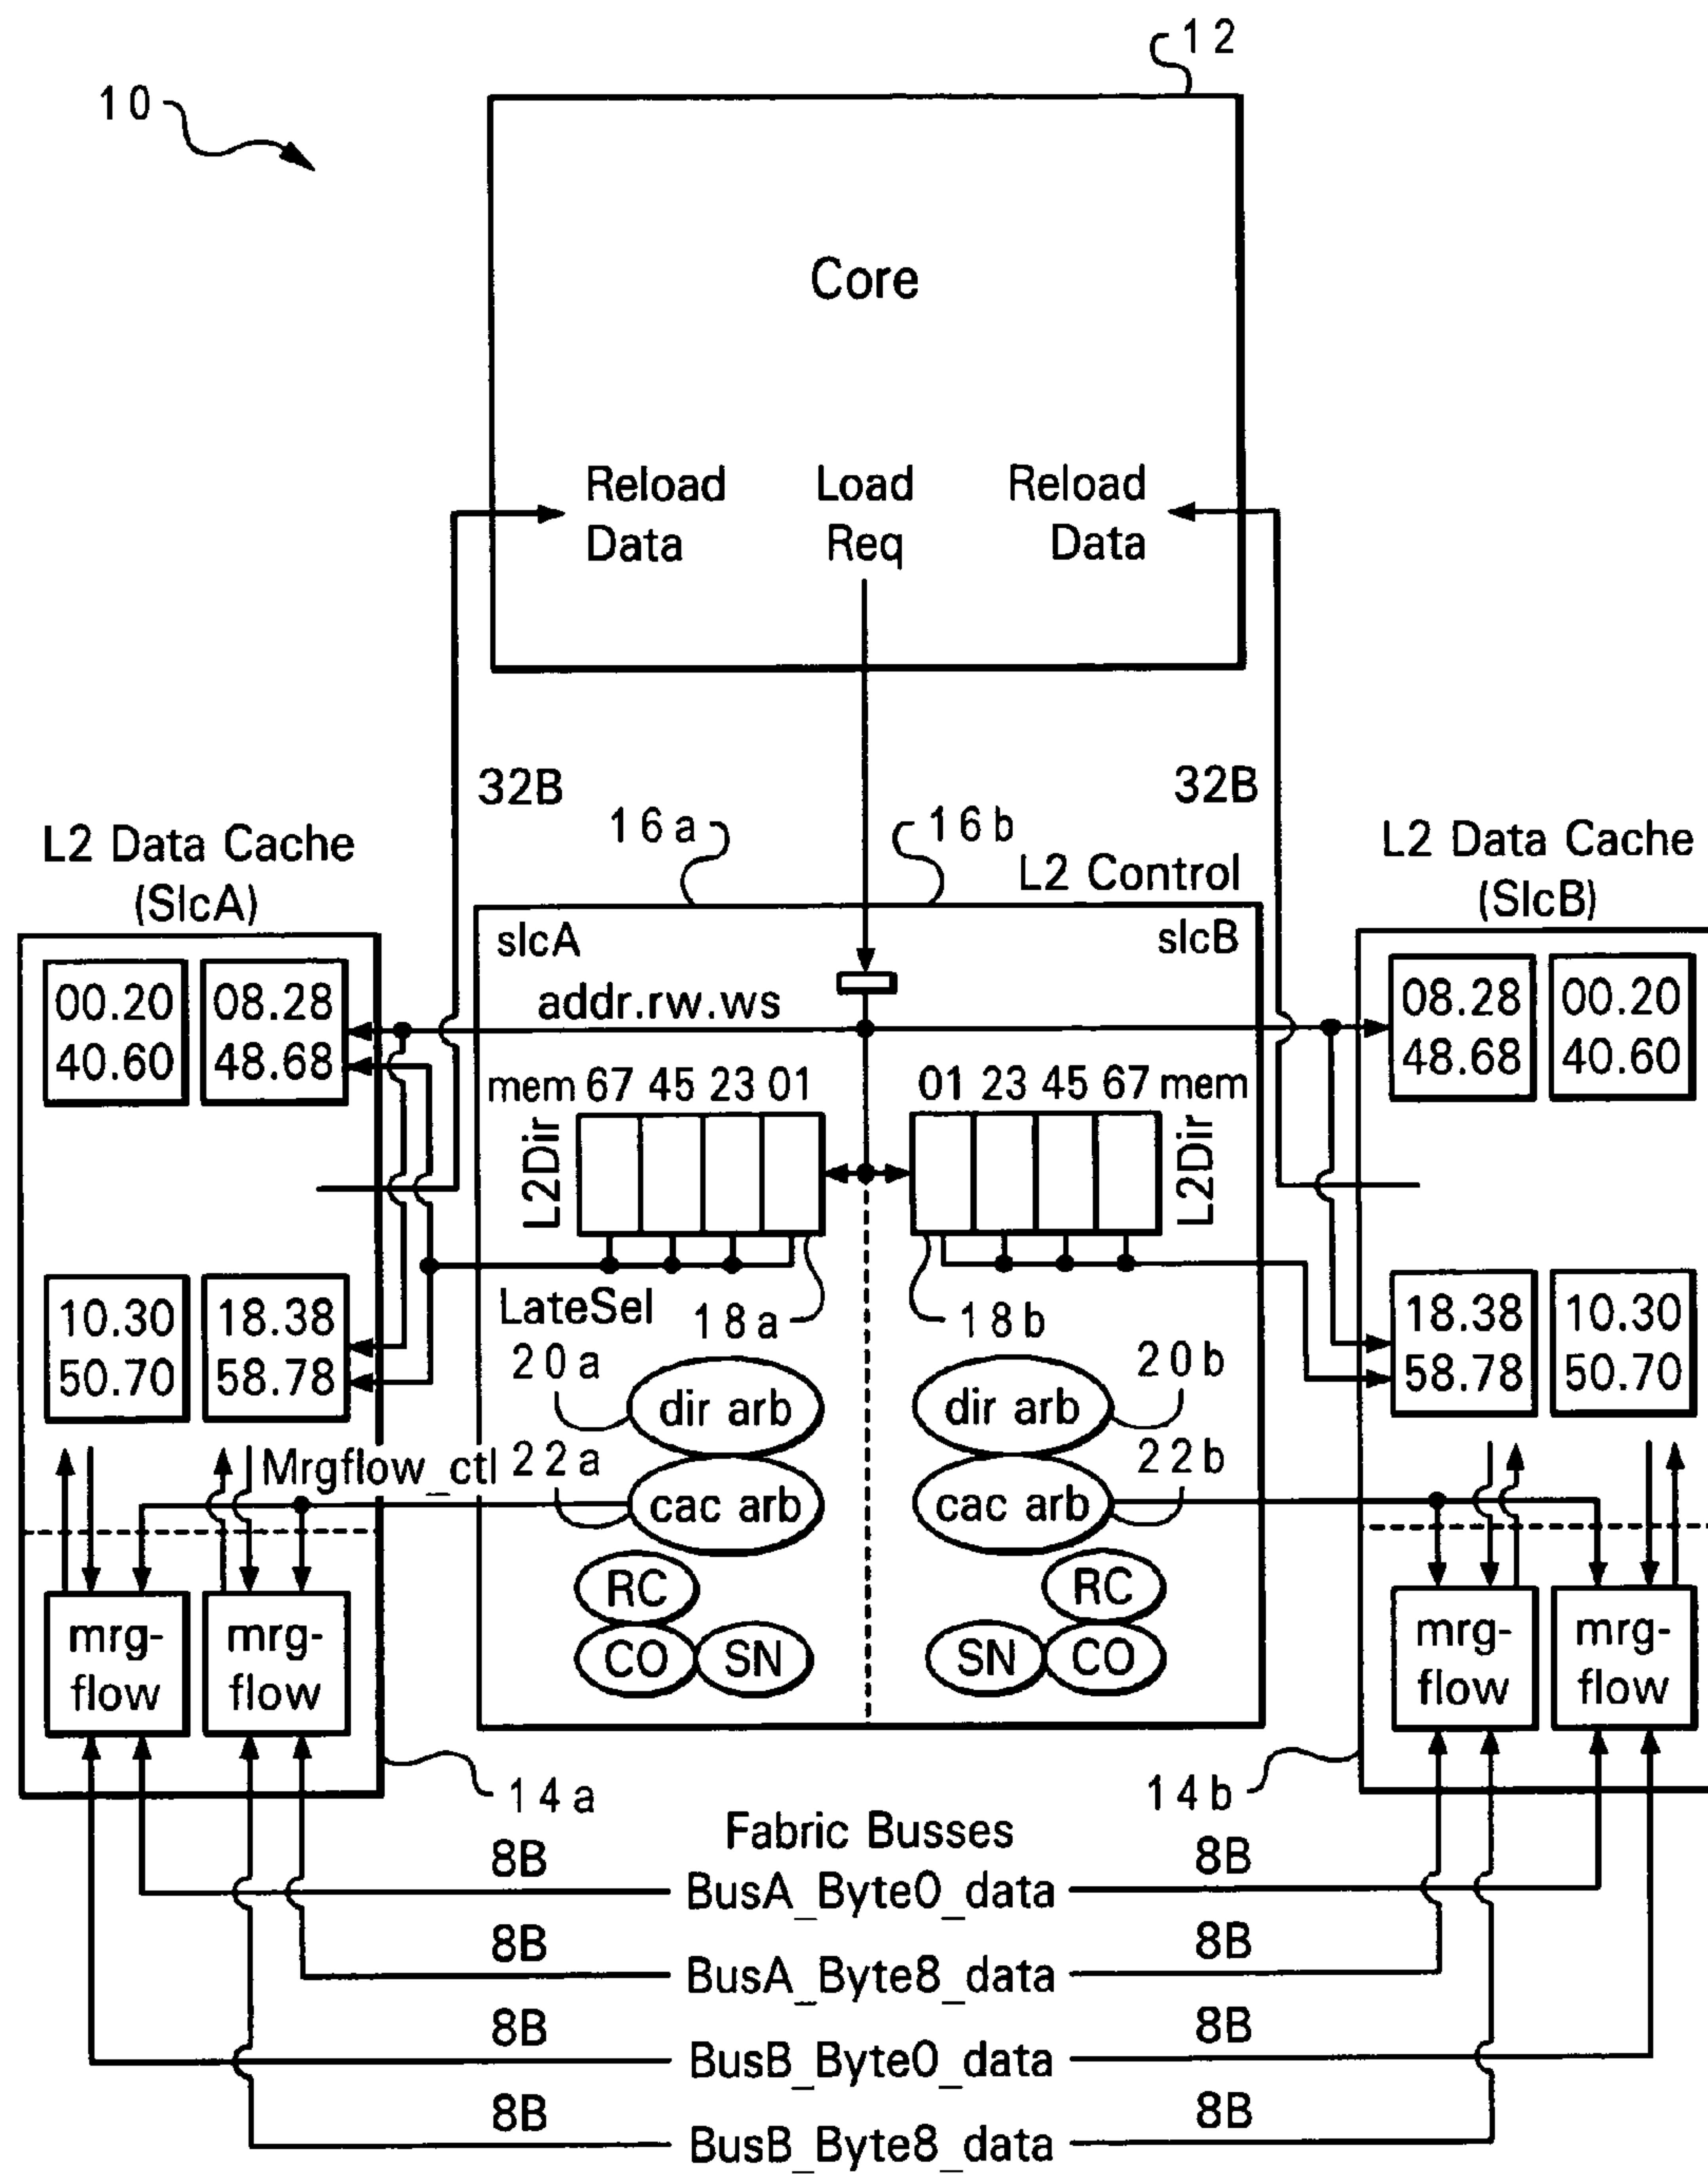 12
10
Core
Reload Data
Load Req
Reload Data
32B
32B
16a
16b
L2 Data Cache
(SlcA)
L2 Control
L2 Data Cache
(SlcB)
slcA
slcB
00.20
40.60
08.28
48.68
addr.rw.ws
08.28
48.68
00.20
40.60
mem 67 45 23 01
01 23 45 67 mem
L2Dir
L2Dir
10.30
50.70
18.38
58.78
LateSel
18a
18b
18.38
58.78
10.30
50.70
20a
dir arb
dir arb
20b
Mrgflow_ctl
22a
cac arb
cac arb
22b
RC
RC
CO
SN
SN
CO
mrg-
flow
mrg-
flow
mrg-
flow
mrg-
flow
14a
14b
Fabric Busses
8B BusA_Byte0_data 8B
8B BusA_Byte8_data 8B
8B BusB_Byte0_data 8B
8B BusB_Byte8_data 8B